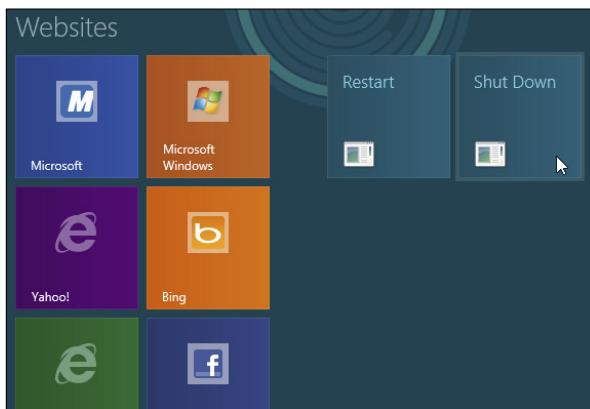 Websites
Restart
Shut Down
Microsoft
Microsoft
Windows
Yahoo!
Bing